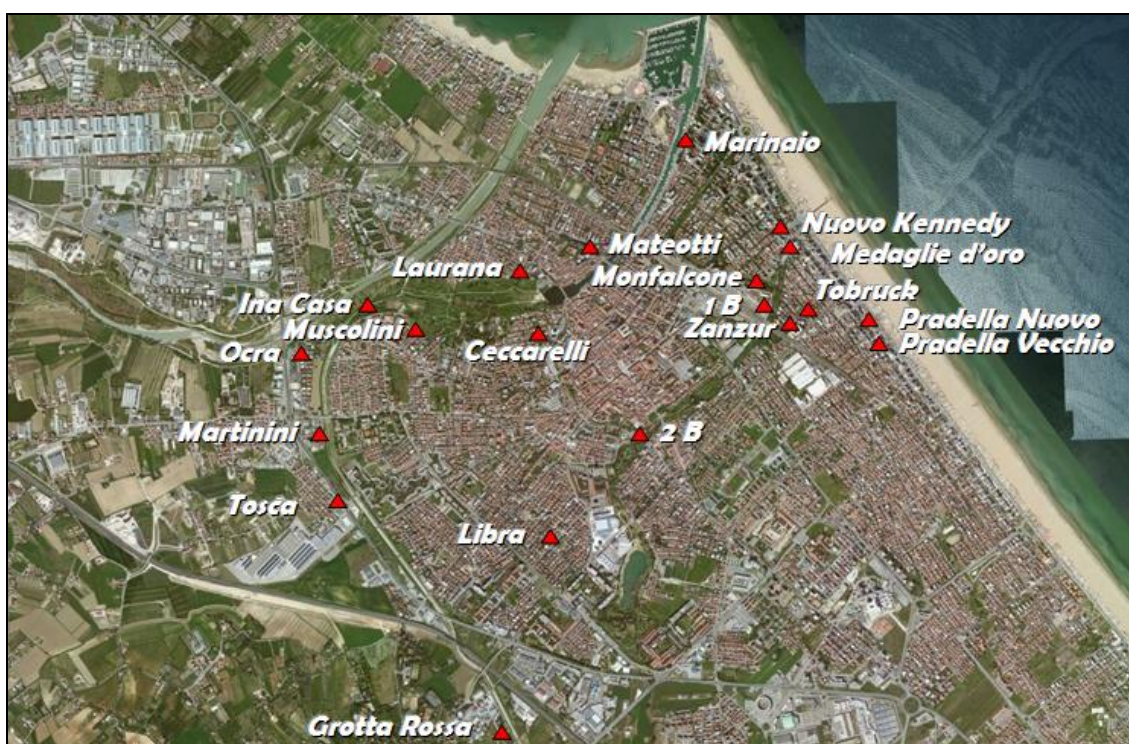 Marinaio
Nuovo Kennedy
Mateotti
Medaglie d'oro
Laurana
Monfalcone
Ina Casa
1 B
Tobruck
Muscolini
Zanzur
Pradella Nuovo
Ocra
Ceccarelli
Pradella Vecchio
Martinini
2 B
Tosca
Libra
Grotta Rossa